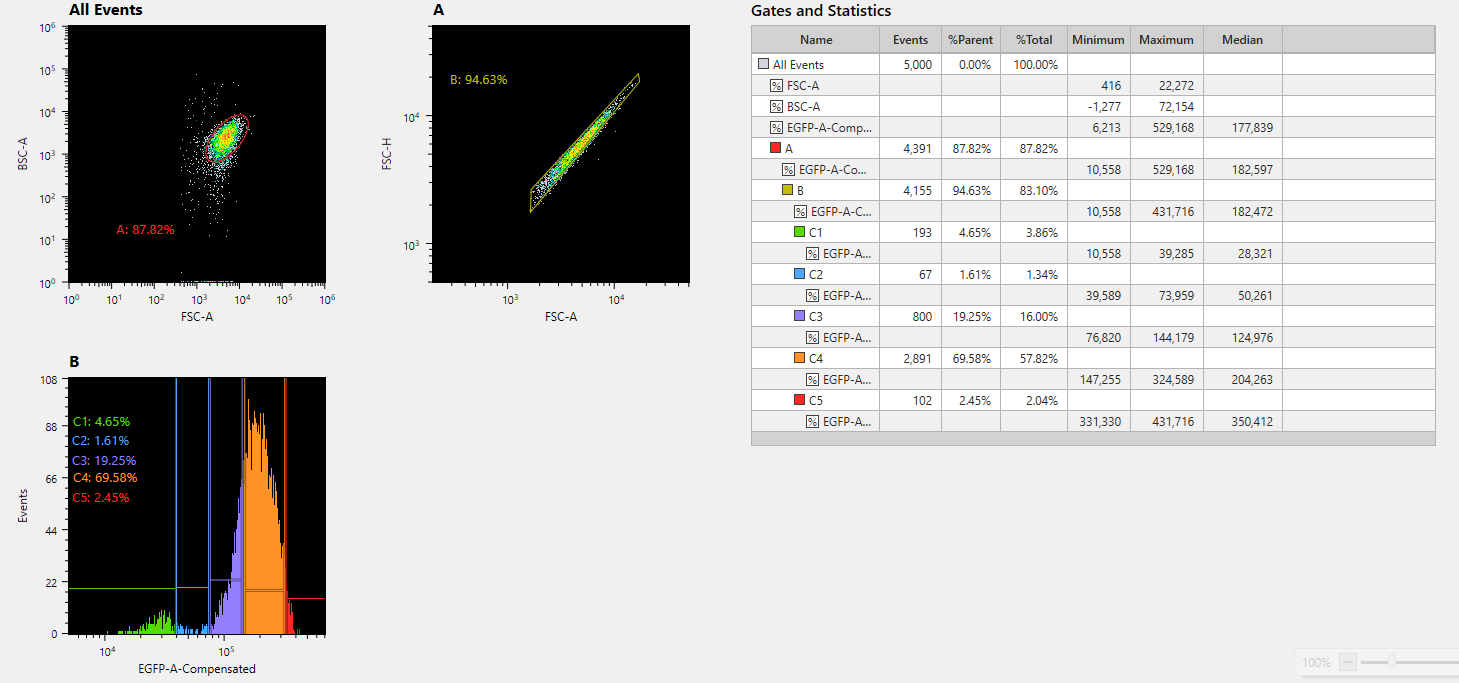 All Events
10⁶
10⁵
10⁴
10³
10²
10¹
10⁰
BSC-A
A: 87.82%
10⁰ 10¹ 10² 10³ 10⁴ 10⁵ 10⁶
FSC-A
A
B: 94.63%
10⁴
10³
FSC-H
10³ 10⁴
FSC-A
B
108
88
66
44
22
0
Events
C1: 4.65%
C2: 1.61%
C3: 19.25%
C4: 69.58%
C5: 2.45%
10⁴ 10⁵
EGFP-A-Compensated
Gates and Statistics
Name Events %Parent %Total Minimum Maximum Median
All Events 5,000 0.00% 100.00%
% FSC-A 416 22,272
% BSC-A -1,277 72,154
% EGFP-A-Comp... 6,213 529,168 177,839
A 4,391 87.82% 87.82%
% EGFP-A-Co... 10,558 529,168 182,597
B 4,155 94.63% 83.10%
% EGFP-A-C... 10,558 431,716 182,472
C1 193 4.65% 3.86%
% EGFP-A... 10,558 39,285 28,321
C2 67 1.61% 1.34%
% EGFP-A... 39,589 73,959 50,261
C3 800 19.25% 16.00%
% EGFP-A... 76,820 144,179 124,976
C4 2,891 69.58% 57.82%
% EGFP-A... 147,255 324,589 204,263
C5 102 2.45% 2.04%
% EGFP-A... 331,330 431,716 350,412
100%